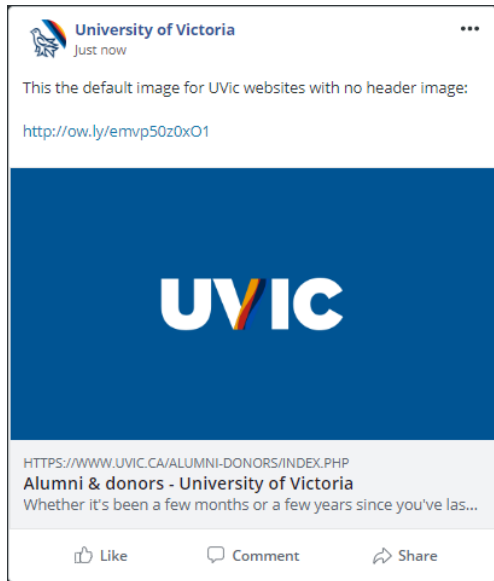 University of Victoria
Just now
This the default image for UVic websites with no header image:
http://ow.ly/emvp50z0xO1
UVIC
HTTPS://WWW.UVIC.CA/ALUMNI-DONORS/INDEX.PHP
Alumni & donors - University of Victoria
Whether it's been a few months or a few years since you've las...
Like Comment Share